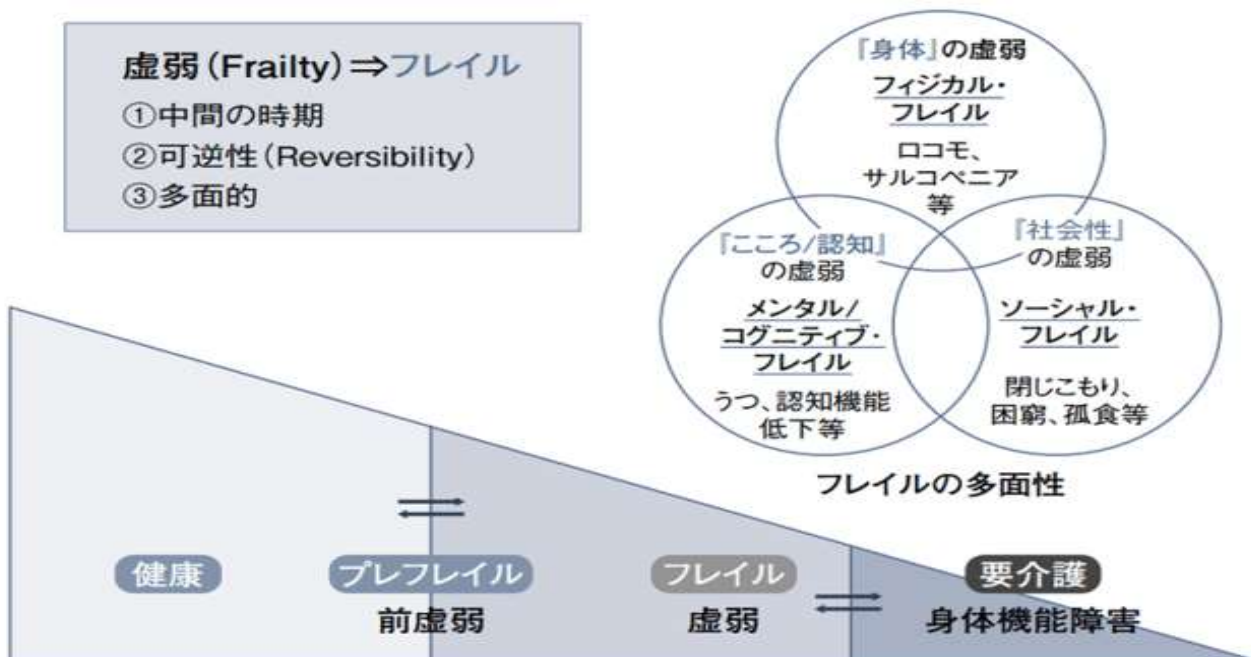 虚弱(Frailty)⇒フレイル
①中間の時期
②可逆性(Reversibility)
③多面的
『身体』の虚弱
フィジカル・
フレイル
ロコモ、
サルコペニア
等
『こころ/認知』
の虚弱
メンタル/
コグニティブ・
フレイル
うつ、認知機能
低下等
『社会性』
の虚弱
ソーシャル・
フレイル
閉じこもり、
困窮、孤食等
フレイルの多面性
健康
プレフレイル
前虚弱
フレイル
虚弱
要介護
身体機能障害